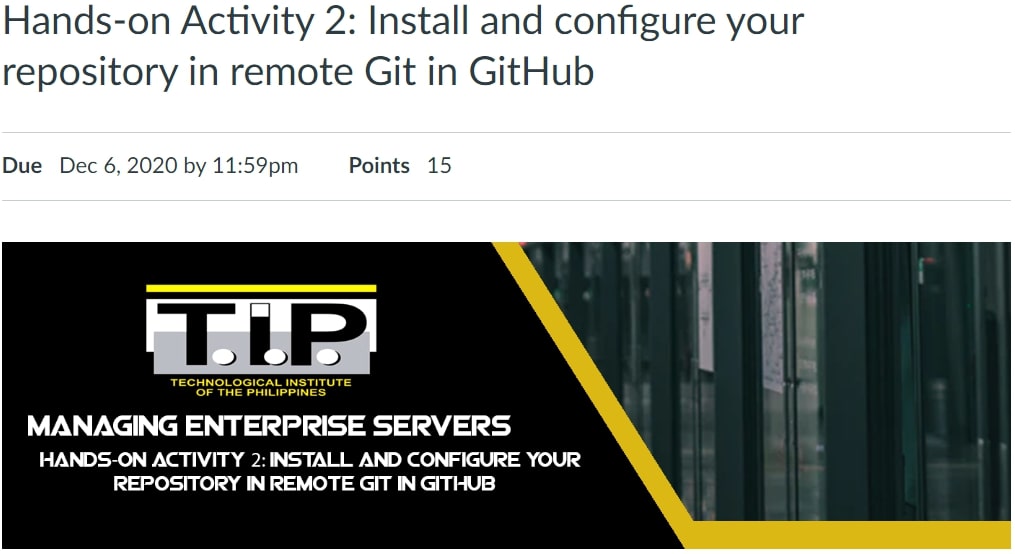 Hands-on Activity 2: Install and configure your
repository in remote Git in GitHub
Due Dec 6, 2020 by 11:59pm Points 15
T.I.P.
TECHNOLOGICAL INSTITUTE
OF THE PHILIPPINES
MANAGING ENTERPRISE SERVERS
HANDS-ON ACTIVITY 2: INSTALL AND CONFIGURE YOUR
REPOSITORY IN REMOTE GIT IN GITHUB